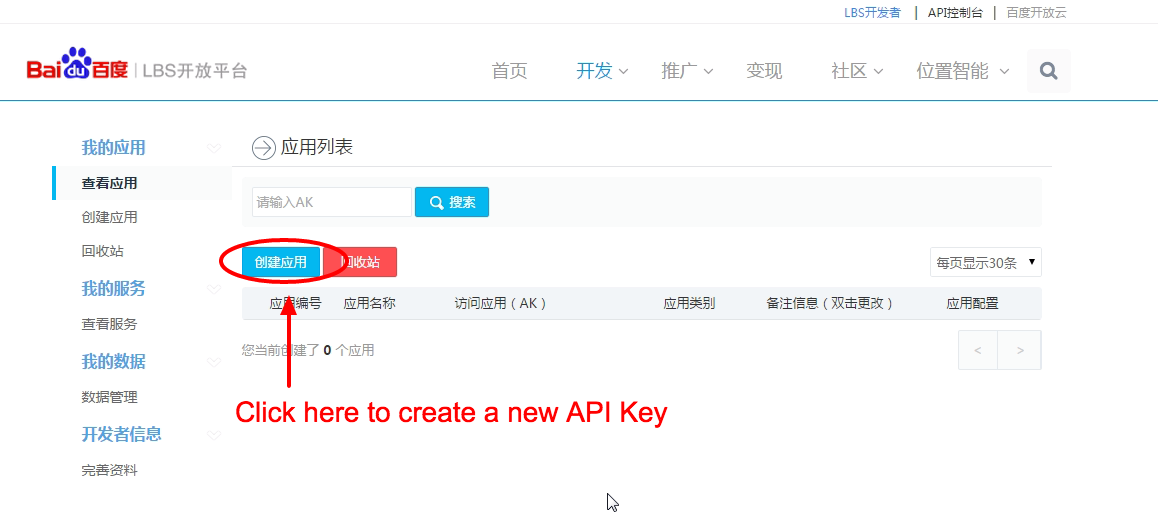 LBS开发者 | API控制台 | 百度开放云
Bai du 百度 | LBS开放平台
首页 开发 推广 变现 社区 位置智能
我的应用
查看应用
创建应用
回收站
我的服务
查看服务
我的数据
数据管理
开发者信息
完善资料
应用列表
请输入AK 搜索
创建应用 回收站 每页显示30条
应用编号 应用名称 访问应用（AK） 应用类别 备注信息（双击更改） 应用配置
您当前创建了 0 个应用 < >
Click here to create a new API Key